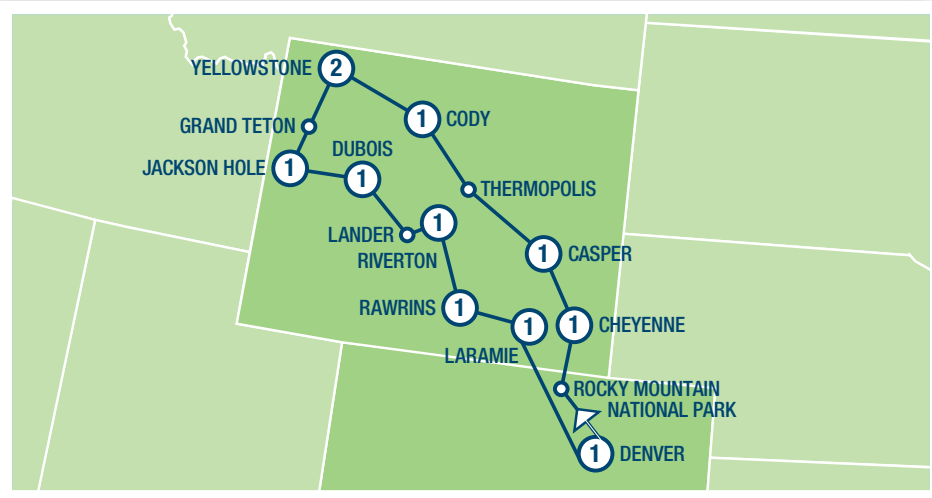 YELLOWSTONE 2
1 CODY
GRAND TETON
DUBOIS
JACKSON HOLE 1
1
THERMOPOLIS
LANDER
1
RIVERTON
1 CASPER
RAWRINS 1
1
LARAMIE
1 CHEYENNE
ROCKY MOUNTAIN
NATIONAL PARK
1 DENVER